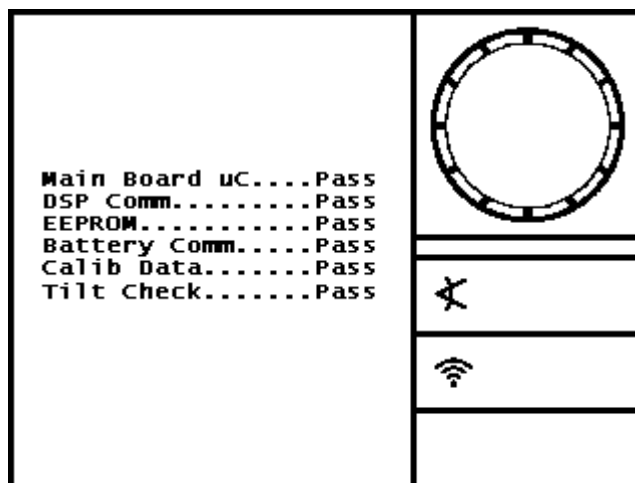 Main Board uC....Pass
DSP Comm.........Pass
EEPROM...........Pass
Battery Comm.....Pass
Calib Data.......Pass
Tilt Check.......Pass